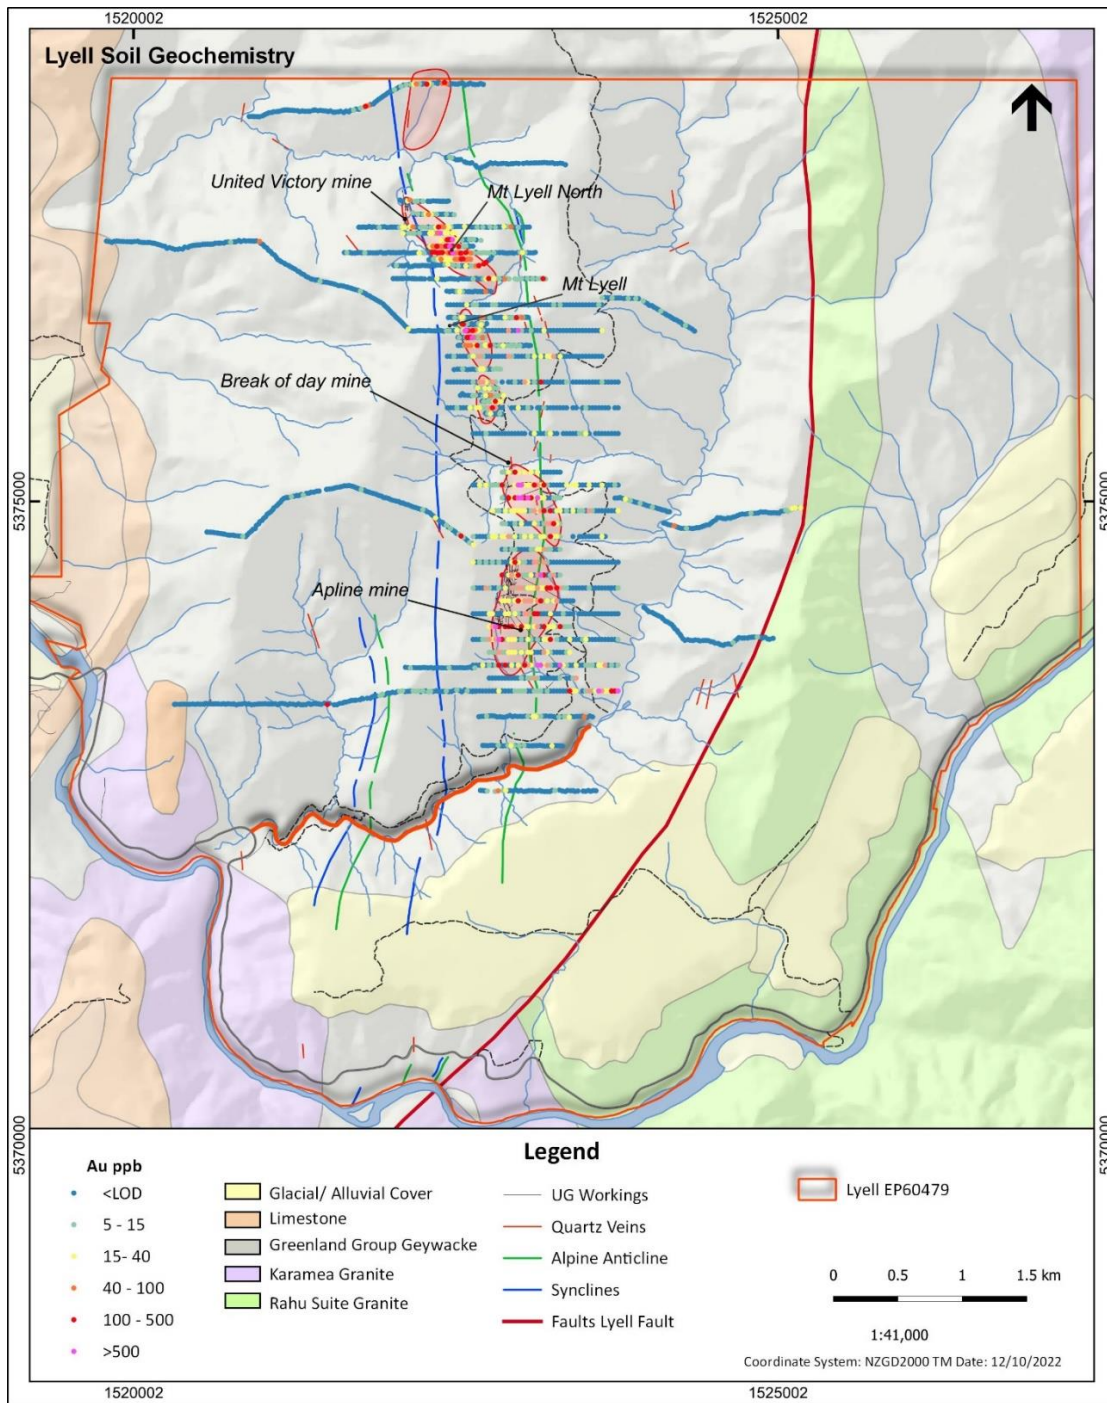 1520002
1525002
Lyell Soil Geochemistry
United Victory mine
Mt Lyell North
Mt Lyell
Break of day mine
5375000
5375000
Apline mine
5370000
5370000
Legend
Au ppb
<LOD
5 - 15
15- 40
40 - 100
100 - 500
>500
Glacial/ Alluvial Cover
Limestone
Greenland Group Geywacke
Karamea Granite
Rahu Suite Granite
UG Workings
Quartz Veins
Alpine Anticline
Synclines
Faults Lyell Fault
Lyell EP60479
0 0.5 1 1.5 km
1:41,000
Coordinate System: NZGD2000 TM Date: 12/10/2022
1520002
1525002